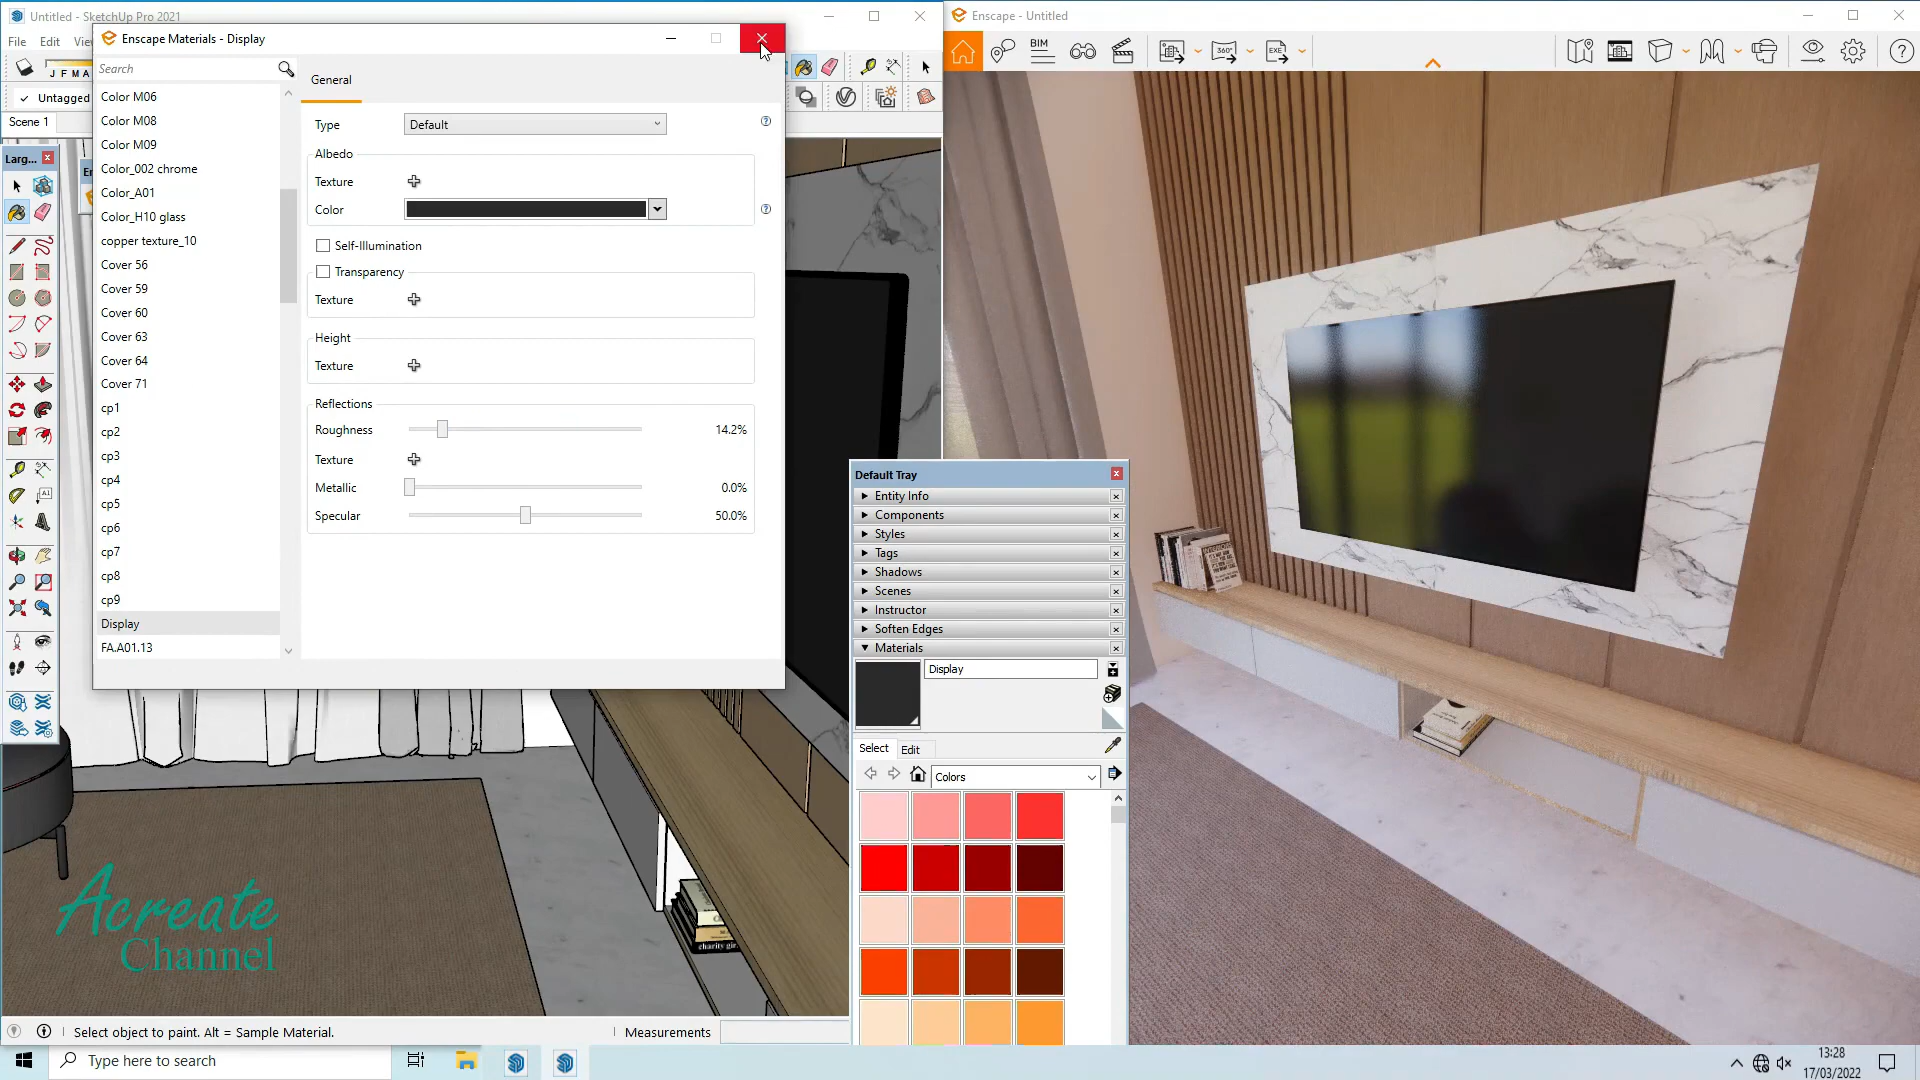 Untitled - SketchUp Pro 2021
File
Edit
Enscape Materials - Display
Enscape - Untitled
BIM
360°
EXE
J F M A
Untagged
Scene 1
Larg...
Search
Color M06
Color M08
Color M09
Color_002 chrome
Color_A01
Color_H10 glass
copper texture_10
Cover 56
Cover 59
Cover 60
Cover 63
Cover 64
Cover 71
cp1
cp2
cp3
cp4
cp5
cp6
cp7
cp8
cp9
Display
FA.A01.13
General
Type
Default
Albedo
Texture
Color
Self-Illumination
Transparency
Texture
Height
Texture
Reflections
Roughness
14.2%
Texture
Metallic
0.0%
Specular
50.0%
Default Tray
Entity Info
Components
Styles
Tags
Shadows
Scenes
Instructor
Soften Edges
Materials
Display
Select
Edit
Colors
charity girl
Acreate
Channel
Select object to paint. Alt = Sample Material.
Measurements
Type here to search
13:28
17/03/2022